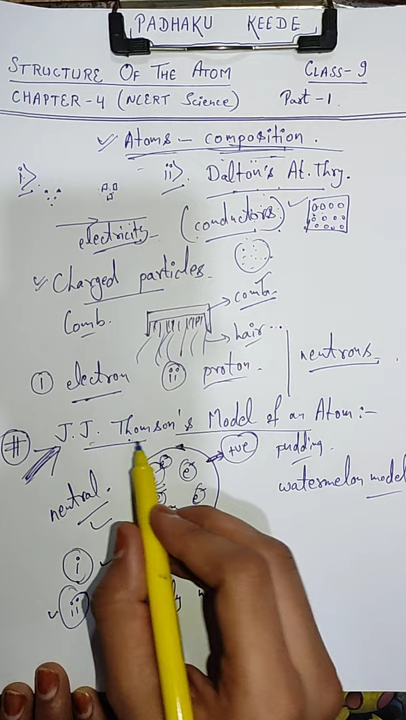 PADHAKU KEEDE
STRUCTURE OF THE ATOM CLASS-9
CHAPTER-4 (NCERT Science) Part-1.
Atoms - composition.
i> ii> Dalton's At. Thry.
electricity (conductors)
Charged particles.
Comb. comb.
hair...
① electron ii proton. neutrons.
# J.J. Thomson's Model of an Atom:-
+ive pudding.
neutral. e⁻ e⁻ e⁻ watermelon model
i
ii